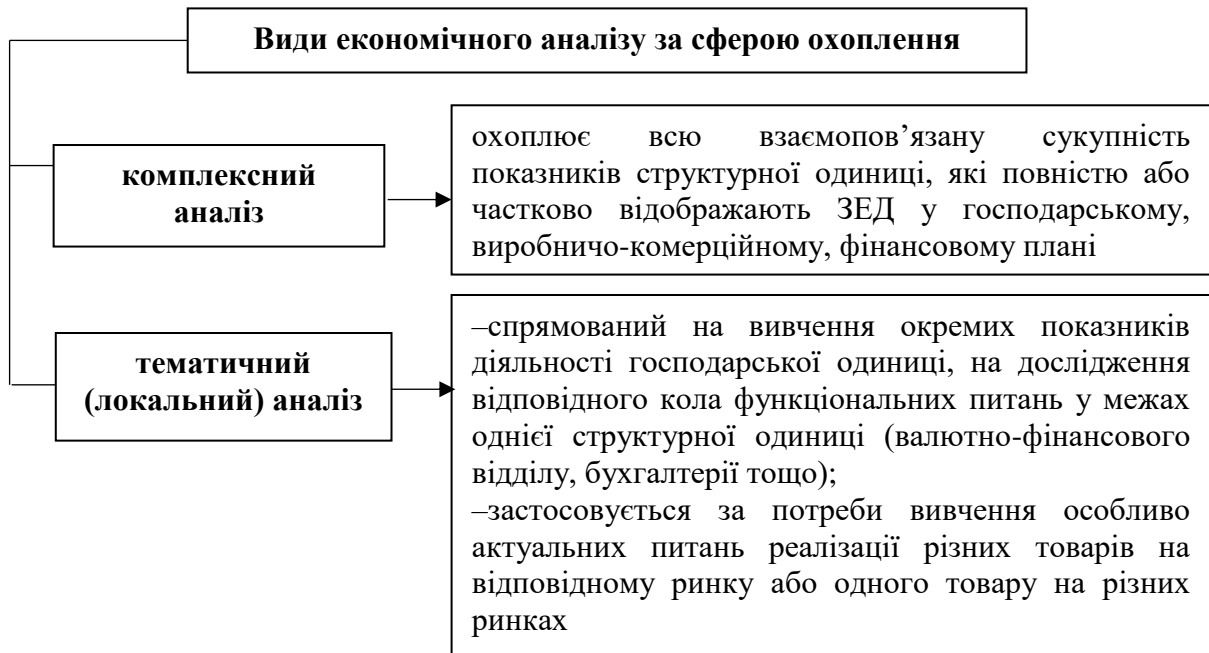 Види економічного аналізу за сферою охоплення
комплексний
аналіз
охоплює всю взаємопов’язану сукупність
показників структурної одиниці, які повністю або
частково відображають ЗЕД у господарському,
виробничо-комерційному, фінансовому плані
тематичний
(локальний) аналіз
–спрямований на вивчення окремих показників
діяльності господарської одиниці, на дослідження
відповідного кола функціональних питань у межах
однієї структурної одиниці (валютно-фінансового
відділу, бухгалтерії тощо);
–застосовується за потреби вивчення особливо
актуальних питань реалізації різних товарів на
відповідному ринку або одного товару на різних
ринках